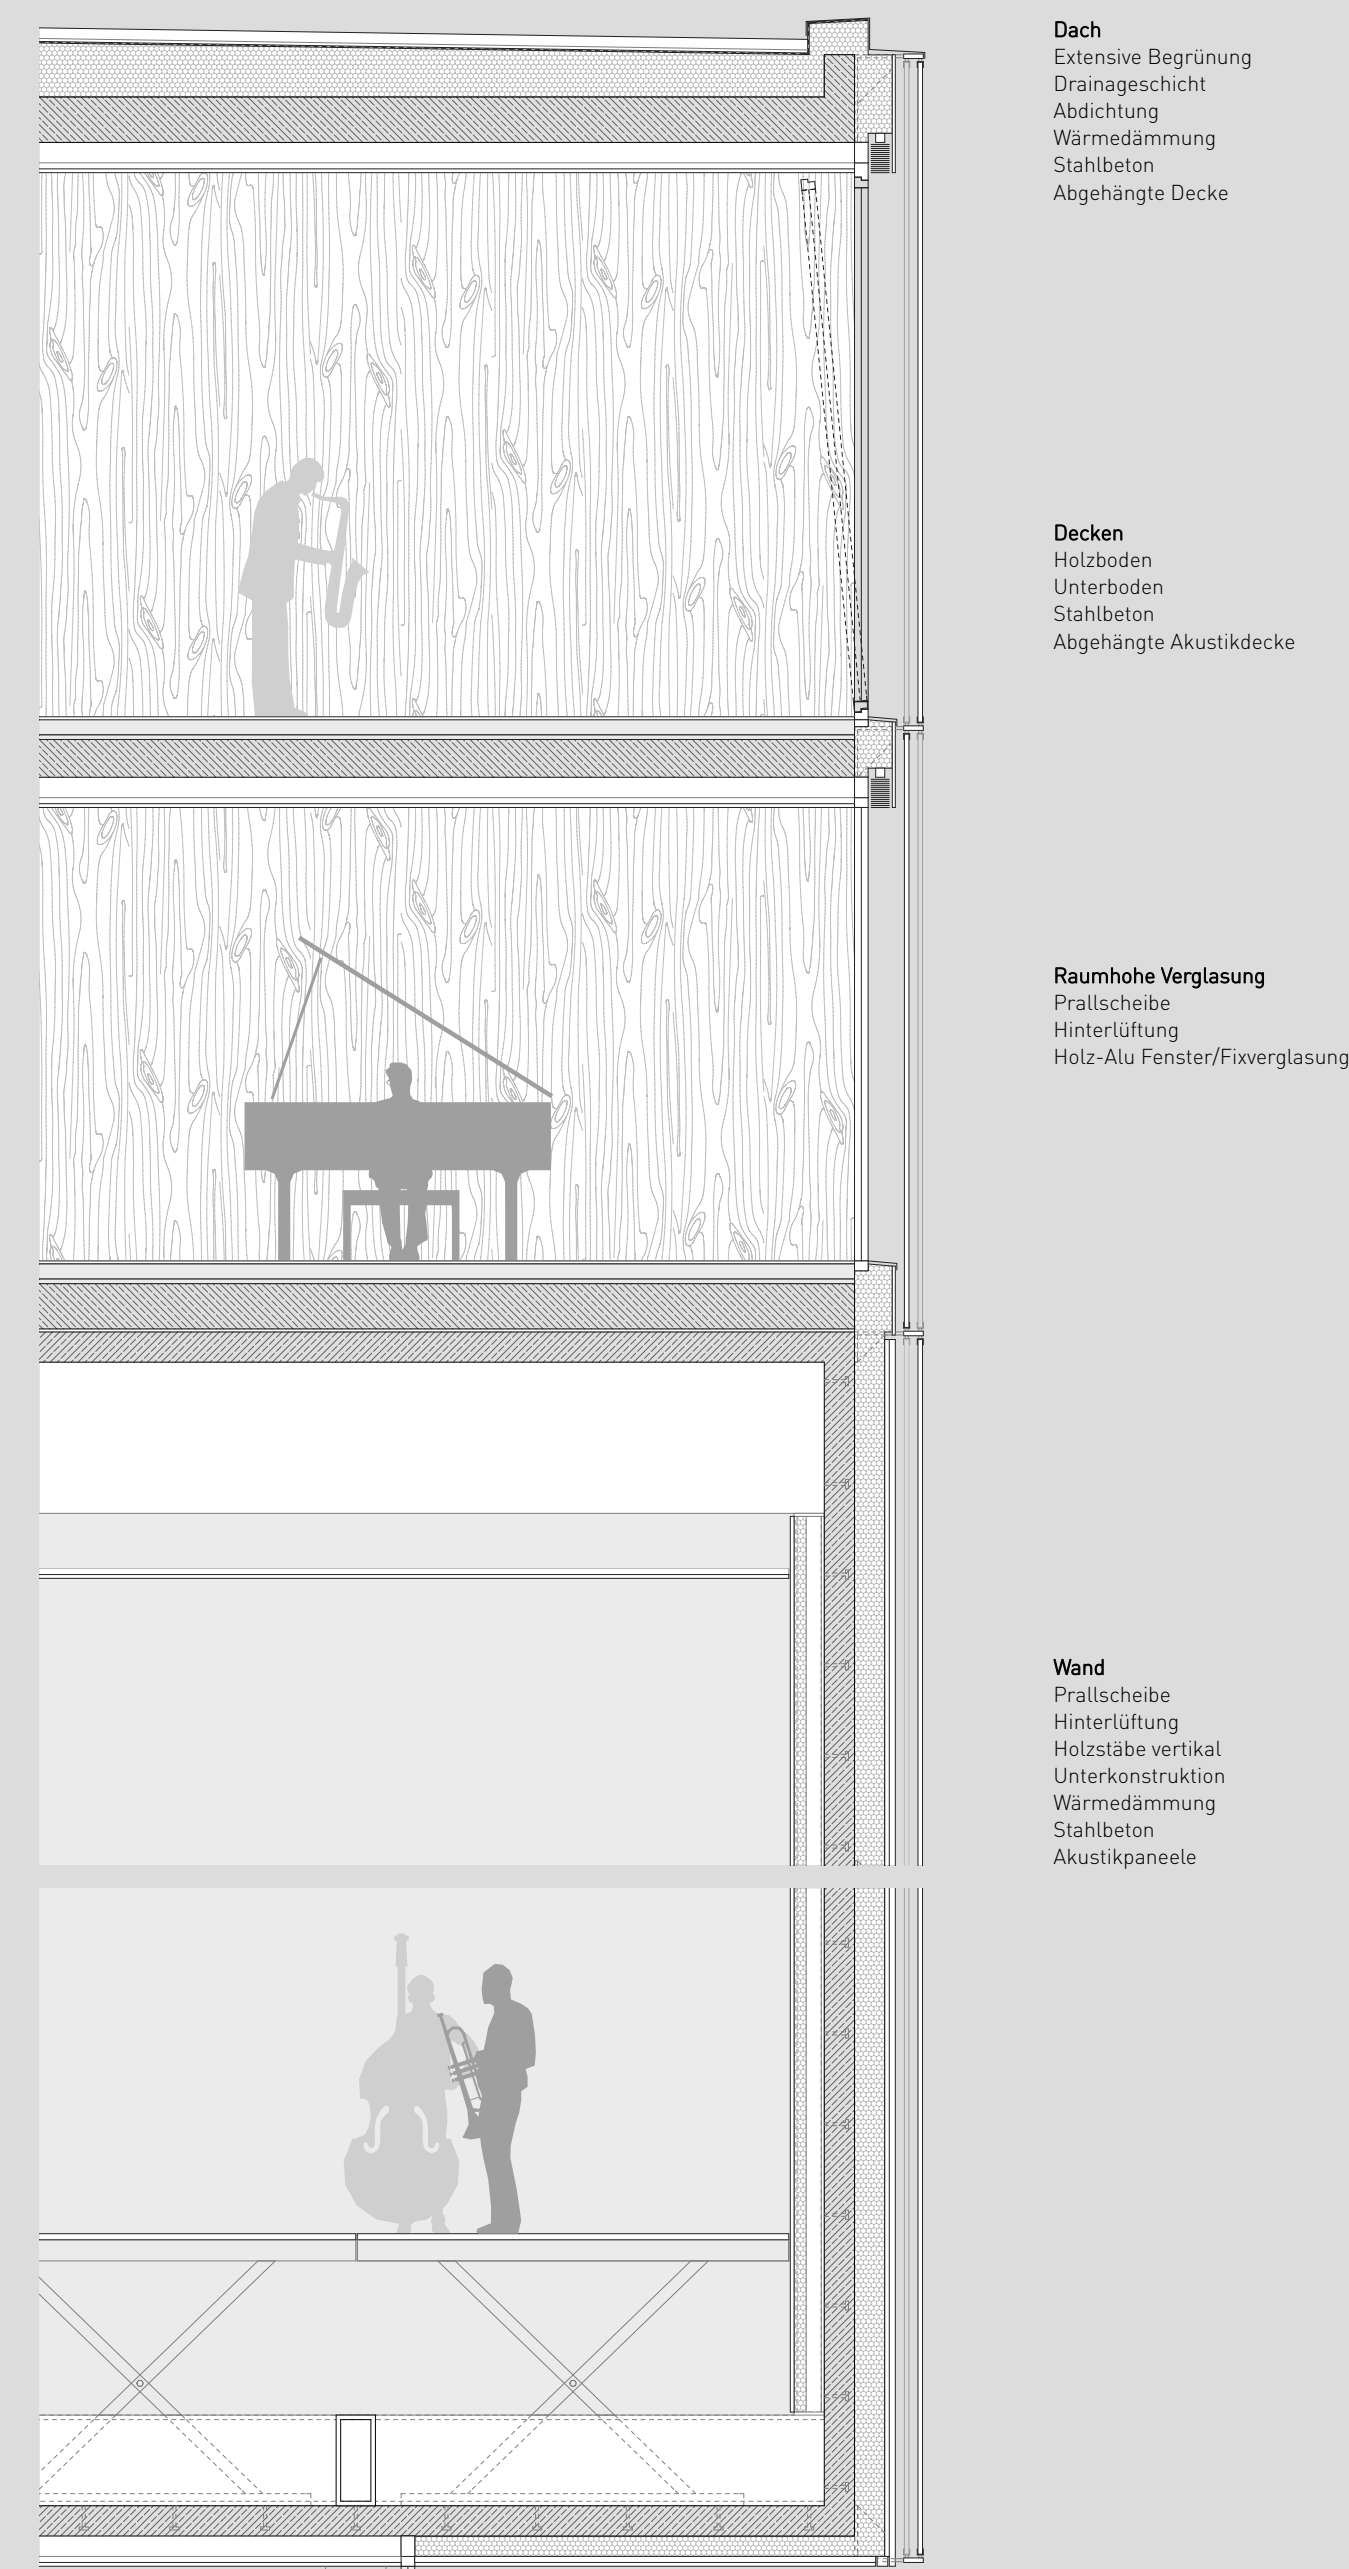 Dach
Extensive Begrünung
Drainageschicht
Abdichtung
Wärmedämmung
Stahlbeton
Abgehängte Decke
Decken
Holzboden
Unterboden
Stahlbeton
Abgehängte Akustikdecke
Raumhohe Verglasung
Prallscheibe
Hinterlüftung
Holz-Alu Fenster/Fixverglasung
Wand
Prallscheibe
Hinterlüftung
Holzstäbe vertikal
Unterkonstruktion
Wärmedämmung
Stahlbeton
Akustikpaneele